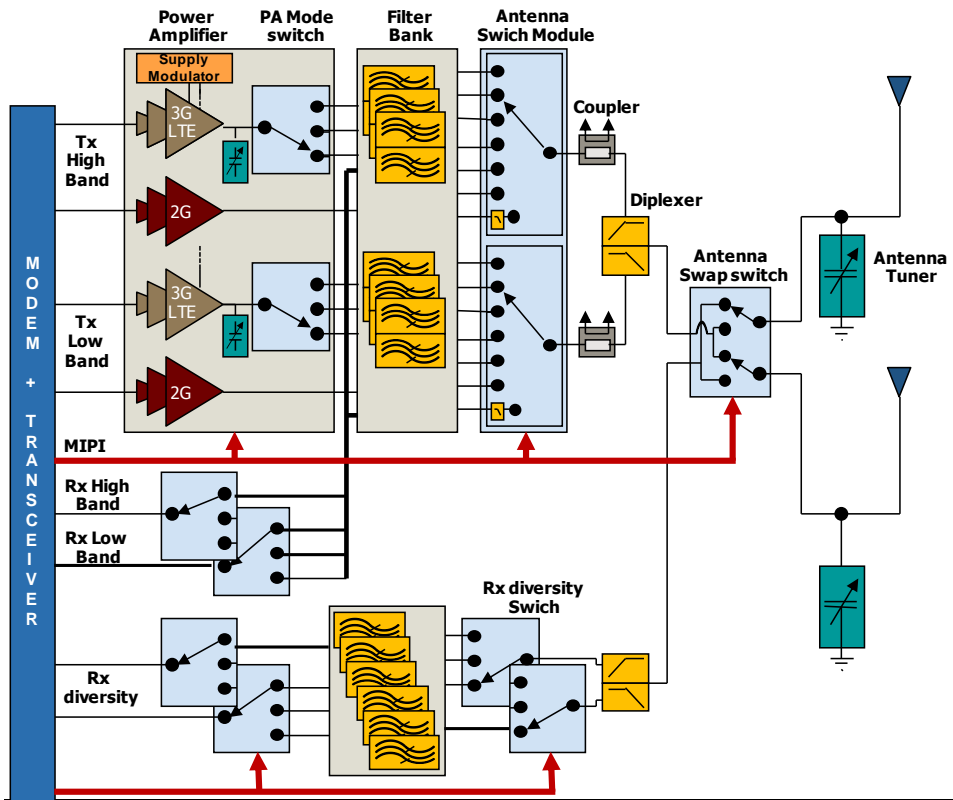 Power
Amplifier
PA Mode
switch
Filter
Bank
Antenna
Swich Module
Supply
Modulator
3G
LTE
Coupler
Tx
High
Band
2G
Diplexer
MODEM + TRANSCEIVER
Antenna
Swap switch
Antenna
Tuner
3G
LTE
Tx
Low
Band
2G
MIPI
Rx High
Band
Rx Low
Band
Rx diversity
Swich
Rx
diversity